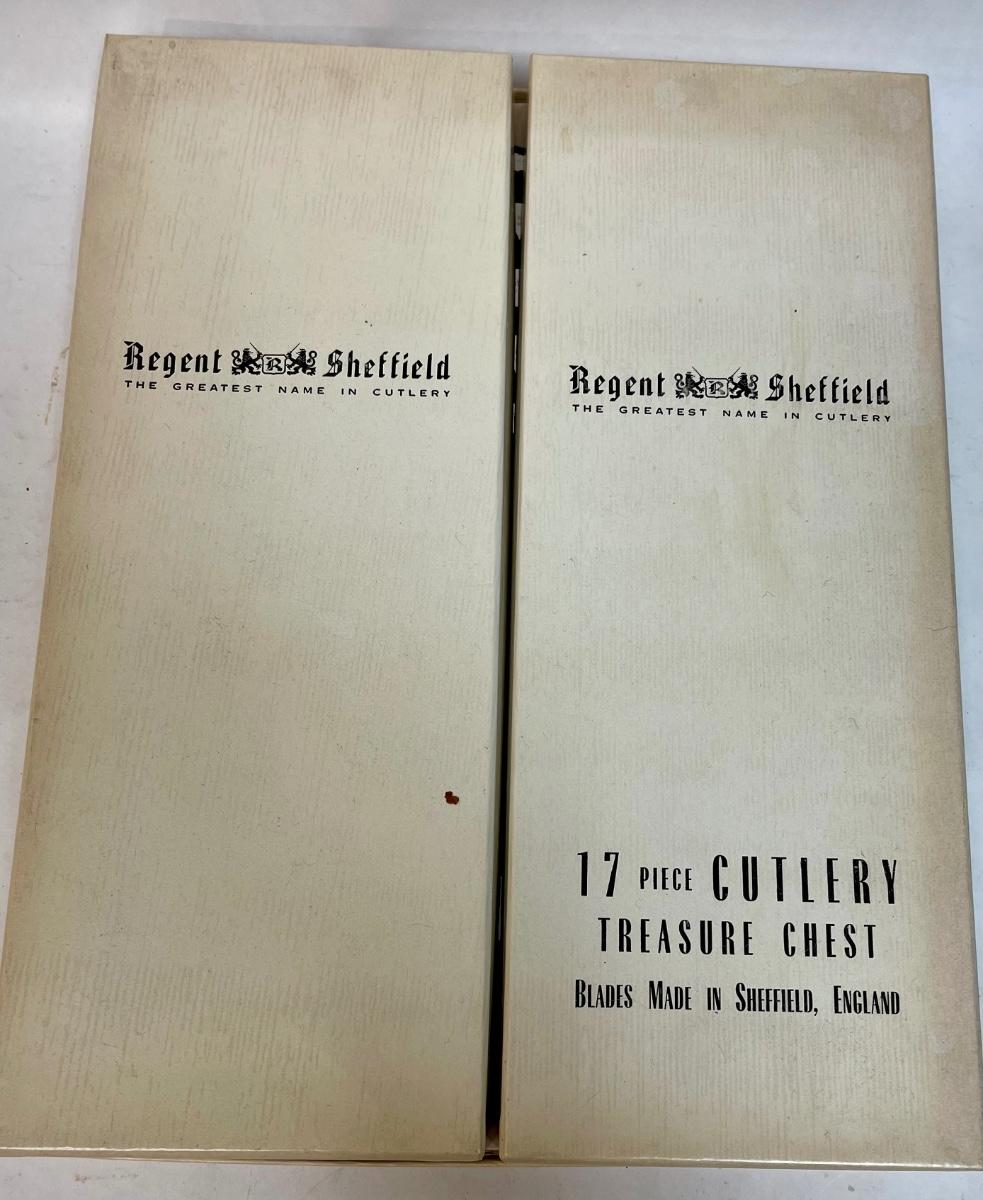 Regent R Sheffield
THE GREATEST NAME IN CUTLERY
Regent R Sheffield
THE GREATEST NAME IN CUTLERY
17 PIECE CUTLERY
TREASURE CHEST
BLADES MADE IN SHEFFIELD, ENGLAND